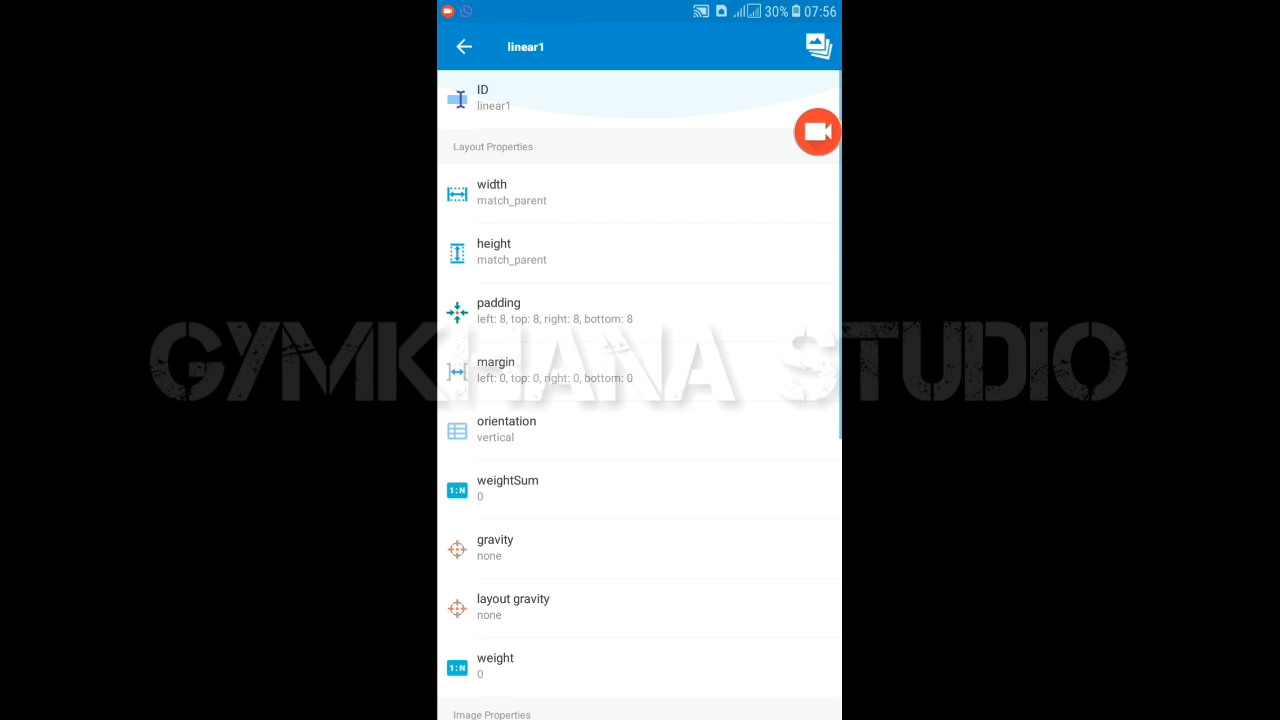 30% 07:56
linear1
ID
linear1
Layout Properties
width
match_parent
height
match_parent
padding
left: 8, top: 8, right: 8, bottom: 8
GYMKHANA STUDIO
margin
left: 0, top: 0, right: 0, bottom: 0
orientation
vertical
1:N
weightSum
0
gravity
none
layout gravity
none
1:N
weight
0
Image Properties